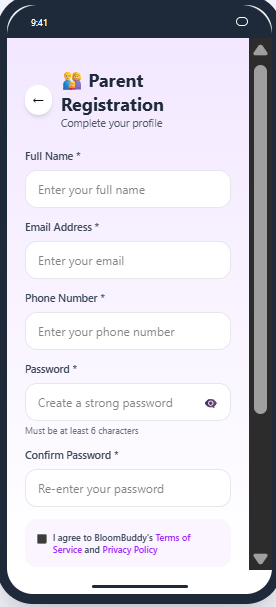 9:41
← 👨‍👩‍👧 Parent
Registration
Complete your profile
Full Name *
Enter your full name
Email Address *
Enter your email
Phone Number *
Enter your phone number
Password *
Create a strong password
Must be at least 6 characters
Confirm Password *
Re-enter your password
I agree to BloomBuddy's Terms of
Service and Privacy Policy